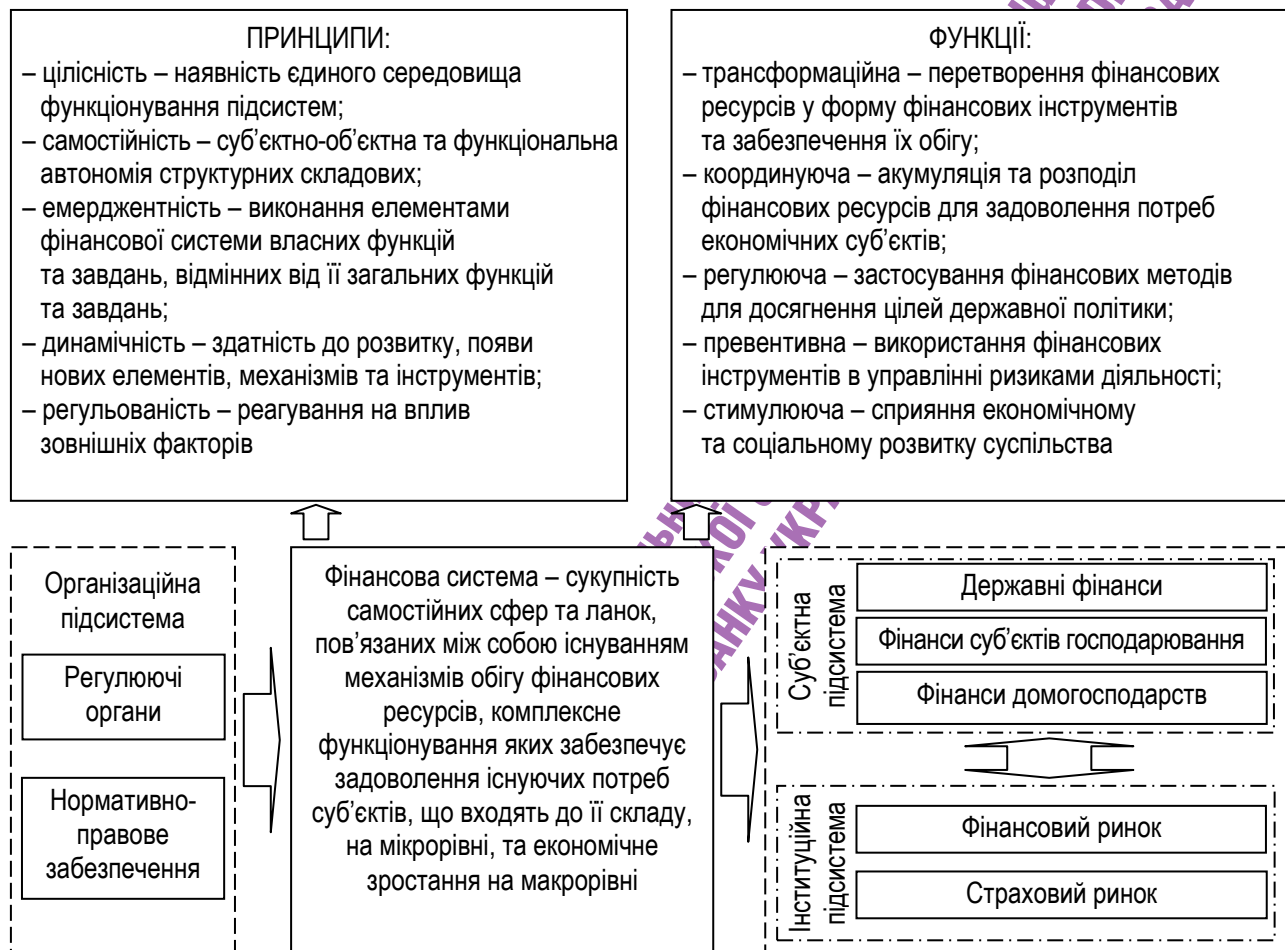 ПРИНЦИПИ:
– цілісність – наявність єдиного середовища
функціонування підсистем;
– самостійність – суб’єктно-об’єктна та функціональна
автономія структурних складових;
– емерджентність – виконання елементами
фінансової системи власних функцій
та завдань, відмінних від її загальних функцій
та завдань;
– динамічність – здатність до розвитку, появи
нових елементів, механізмів та інструментів;
– регульованість – реагування на вплив
зовнішніх факторів
ФУНКЦІЇ:
– трансформаційна – перетворення фінансових
ресурсів у форму фінансових інструментів
та забезпечення їх обігу;
– координуюча – акумуляція та розподіл
фінансових ресурсів для задоволення потреб
економічних суб’єктів;
– регулююча – застосування фінансових методів
для досягнення цілей державної політики;
– превентивна – використання фінансових
інструментів в управлінні ризиками діяльності;
– стимулююча – сприяння економічному
та соціальному розвитку суспільства
Організаційна
підсистема
Регулюючі
органи
Нормативно-
правове
забезпечення
Фінансова система – сукупність
самостійних сфер та ланок,
пов’язаних між собою існуванням
механізмів обігу фінансових
ресурсів, комплексне
функціонування яких забезпечує
задоволення існуючих потреб
суб’єктів, що входять до її складу,
на мікрорівні, та економічне
зростання на макрорівні
Суб’єктна
підсистема
Державні фінанси
Фінанси суб’єктів господарювання
Фінанси домогосподарств
Інституційна
підсистема
Фінансовий ринок
Страховий ринок